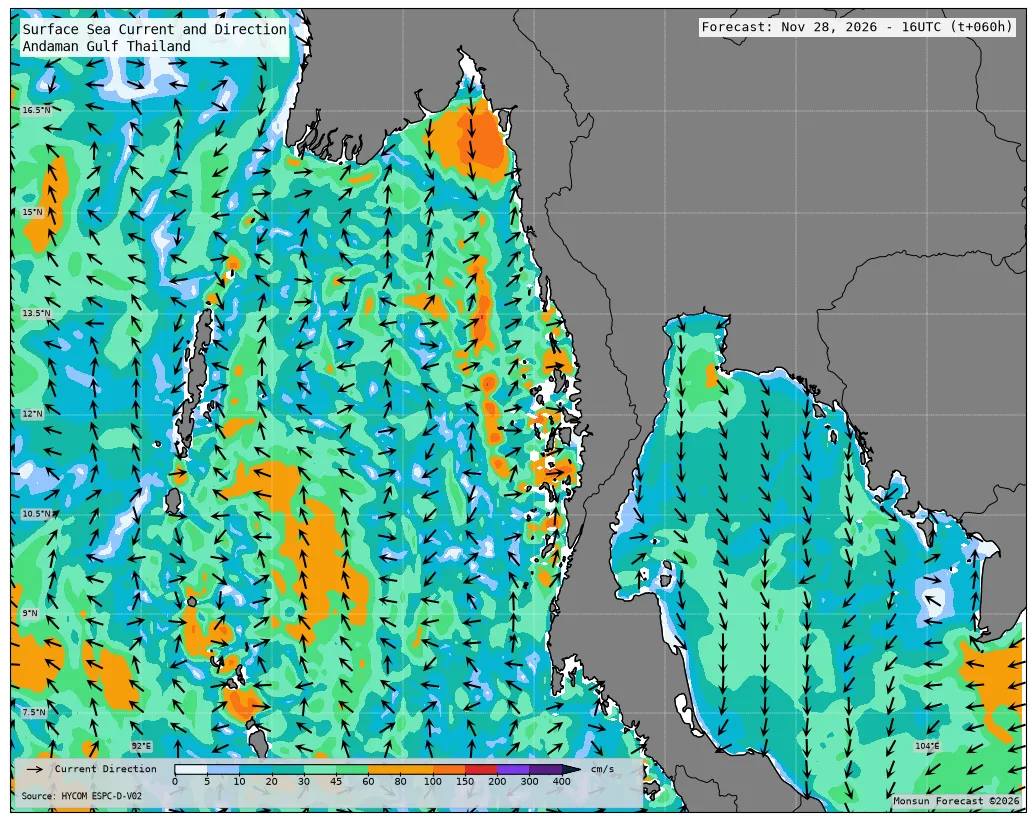 Surface Sea Current and Direction
Andaman Gulf Thailand
Forecast: Nov 28, 2026 - 16UTC (t+060h)
16.5°N
15°N
13.5°N
12°N
10.5°N
9°N
7.5°N
92°E
104°E
Current Direction
0 5 10 20 30 45 60 80 100 150 200 300 400 cm/s
Source: HYCOM ESPC-D-V02
Monsun Forecast ©2026